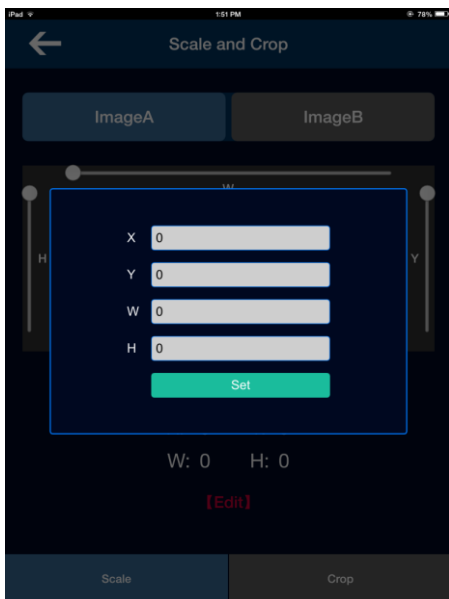 iPad 1:51 PM 78%
Scale and Crop
ImageA ImageB
W
H Y
X 0
Y 0
W 0
H 0
Set
W: 0 H: 0
【Edit】
Scale Crop